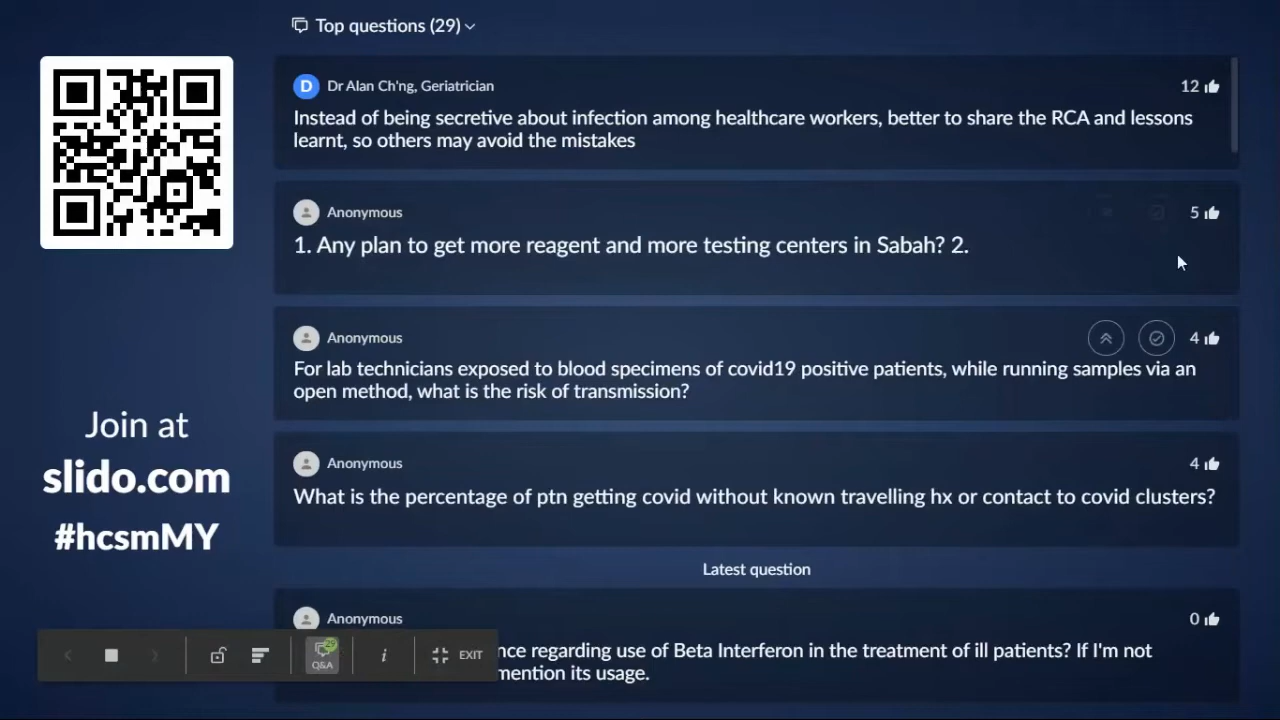 Top questions (29)
D Dr Alan Ch'ng, Geriatrician
12
Instead of being secretive about infection among healthcare workers, better to share the RCA and lessons
learnt, so others may avoid the mistakes
Anonymous
5
1. Any plan to get more reagent and more testing centers in Sabah? 2.
Anonymous
4
For lab technicians exposed to blood specimens of covid19 positive patients, while running samples via an
open method, what is the risk of transmission?
Anonymous
4
What is the percentage of ptn getting covid without known travelling hx or contact to covid clusters?
Latest question
Anonymous
0
nce regarding use of Beta Interferon in the treatment of ill patients? If I'm not
mention its usage.
Join at
slido.com
#hcsmMY
Q&A
i
EXIT